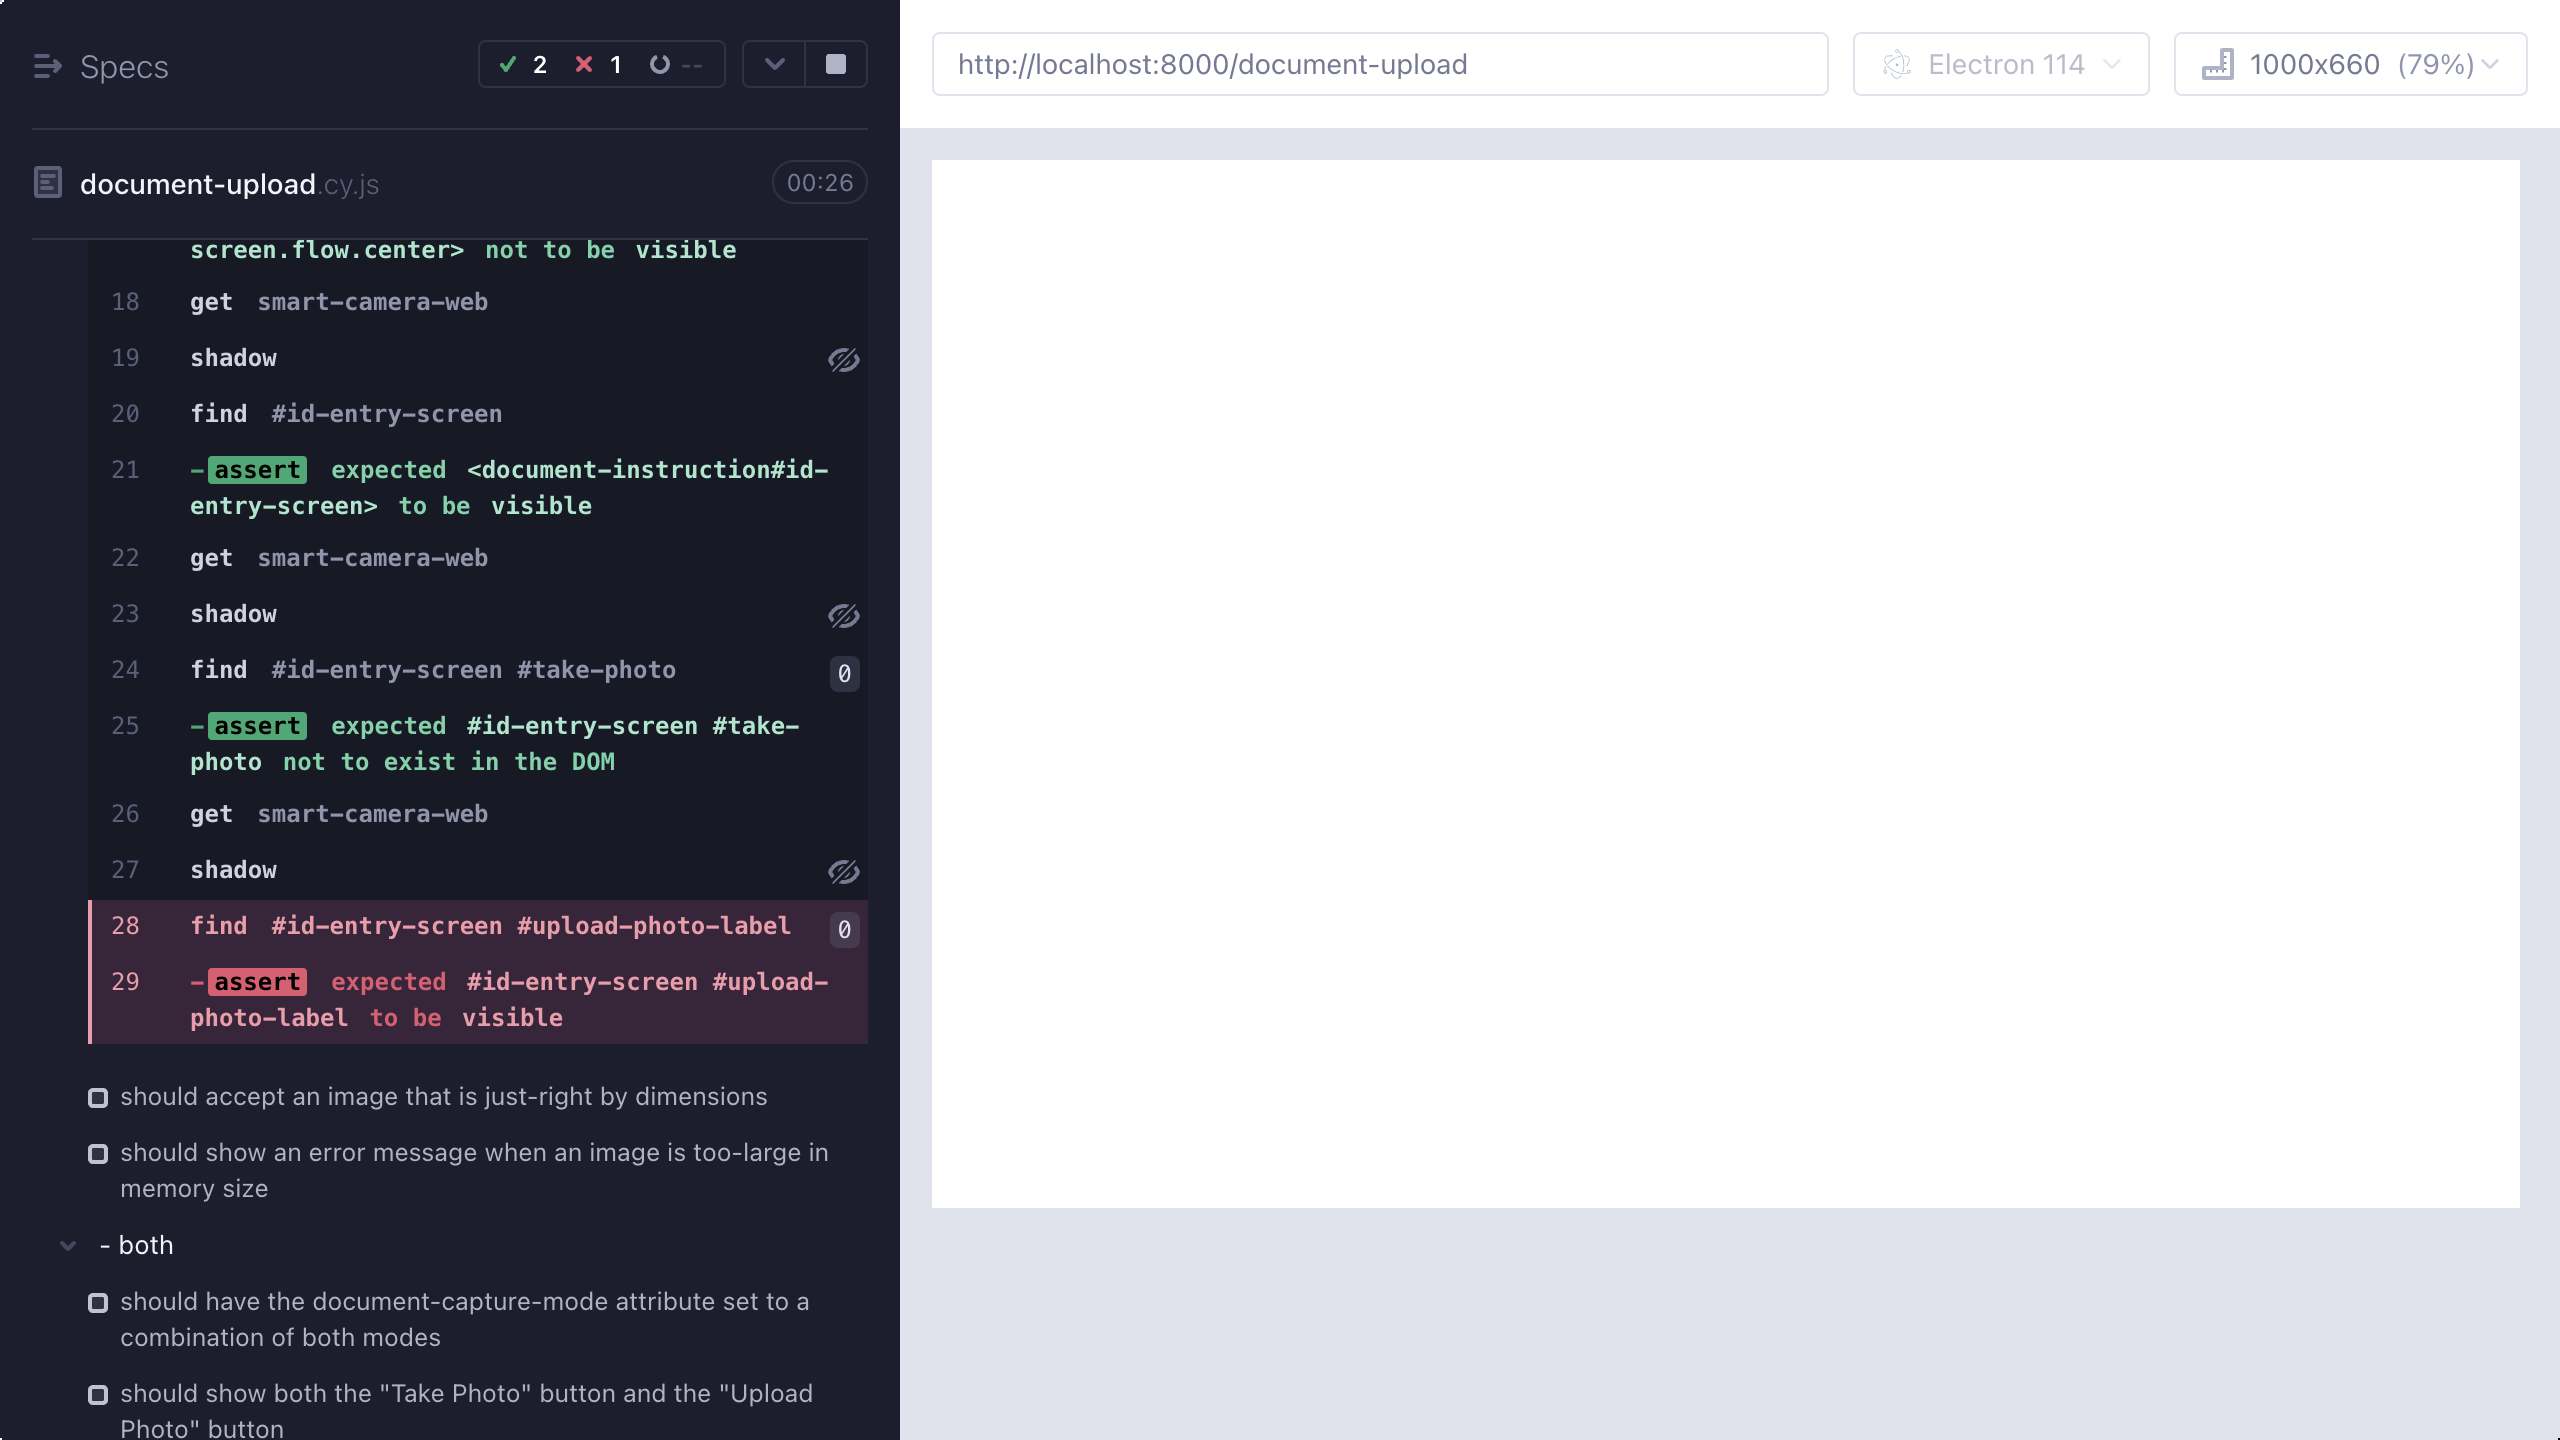 Specs
2 1 --
document-upload.cy.js 00:26
screen.flow.center> not to be visible
18 get smart-camera-web
19 shadow
20 find #id-entry-screen
21 -assert expected <document-instruction#id-
entry-screen> to be visible
22 get smart-camera-web
23 shadow
24 find #id-entry-screen #take-photo 0
25 -assert expected #id-entry-screen #take-
photo not to exist in the DOM
26 get smart-camera-web
27 shadow
28 find #id-entry-screen #upload-photo-label 0
29 -assert expected #id-entry-screen #upload-
photo-label to be visible
should accept an image that is just-right by dimensions
should show an error message when an image is too-large in
memory size
- both
should have the document-capture-mode attribute set to a
combination of both modes
should show both the "Take Photo" button and the "Upload
Photo" button
http://localhost:8000/document-upload
Electron 114
1000x660 (79%)